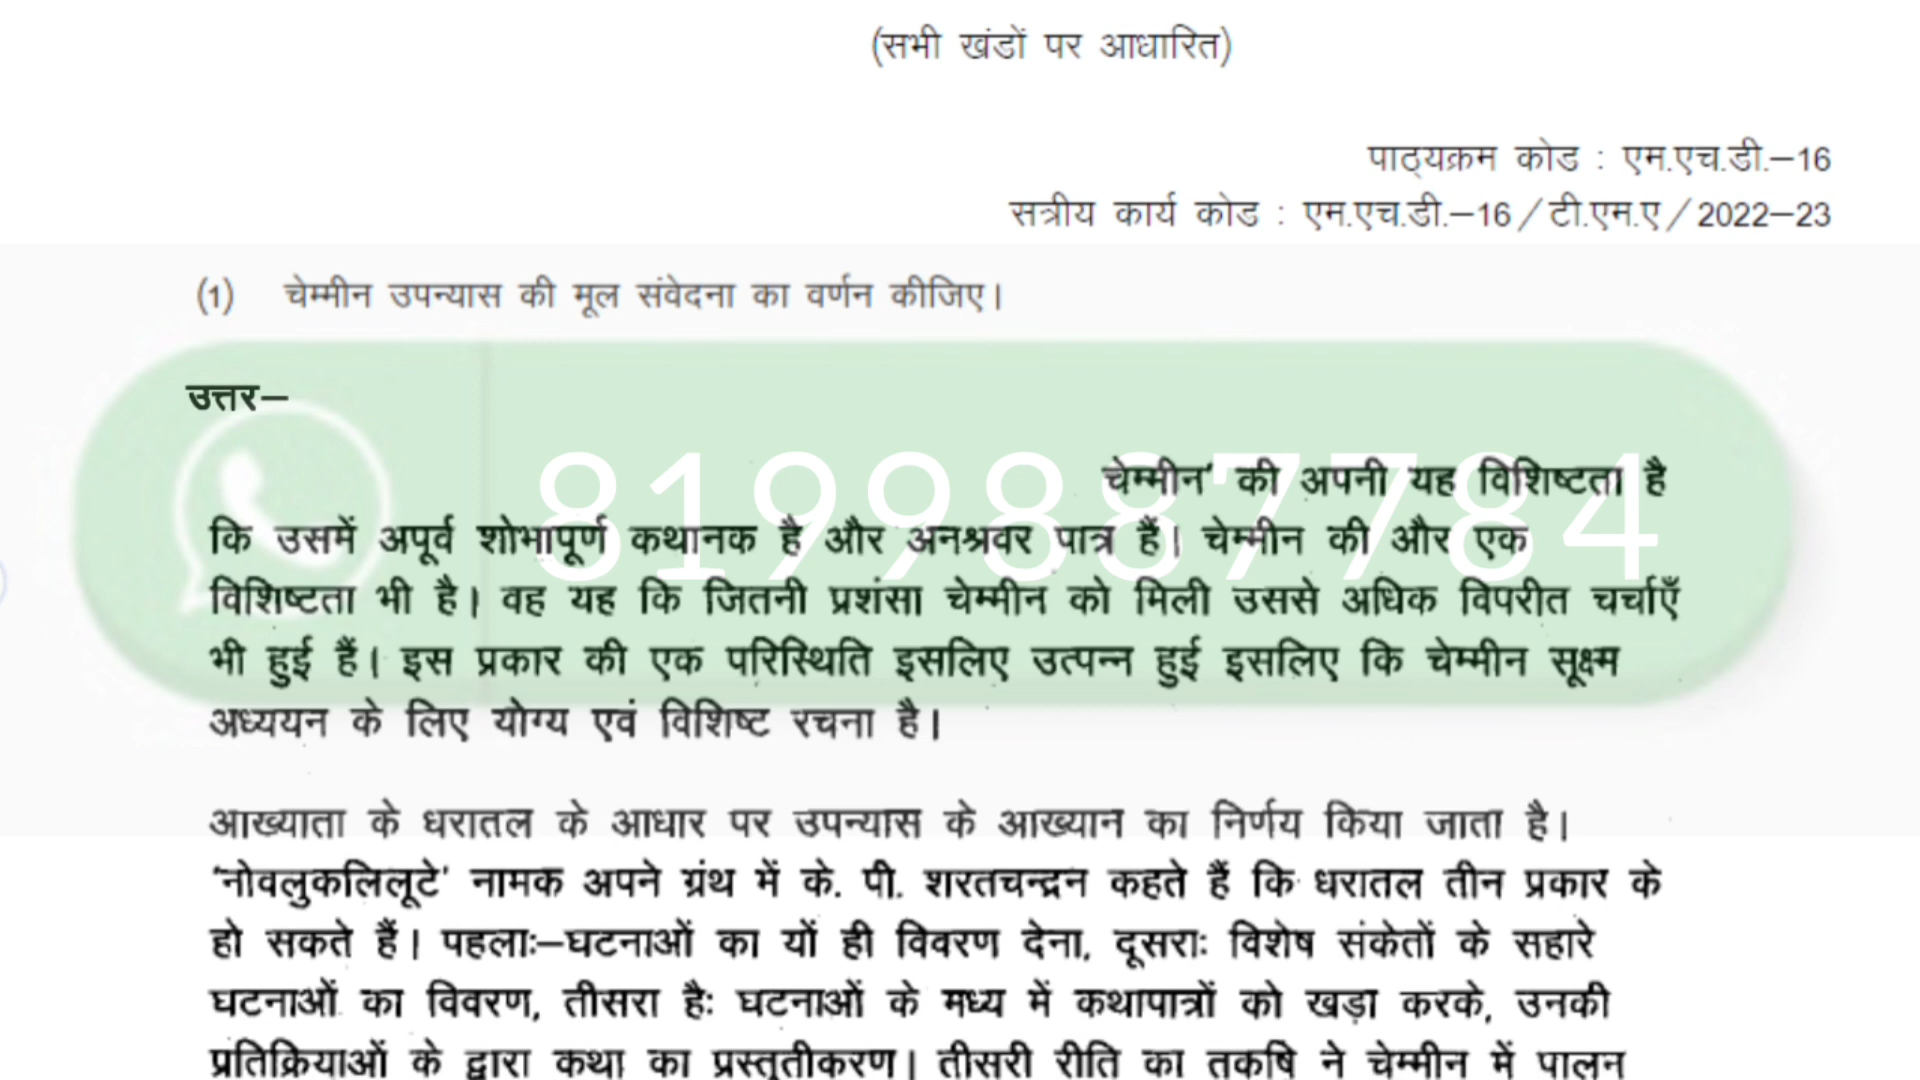 (सभी खंडों पर आधारित)
पाठ्यक्रम कोड : एम.एच.डी.–16
सत्रीय कार्य कोड : एम.एच.डी.–16/टी.एम.ए/2022–23
(1) चेम्मीन उपन्यास की मूल संवेदना का वर्णन कीजिए।
उत्तर–
8199887784
चेम्मीन' की अपनी यह विशिष्टता है
कि उसमें अपूर्व शोभापूर्ण कथानक है और अनश्रवर पात्र हैं। चेम्मीन की और एक
विशिष्टता भी है। वह यह कि जितनी प्रशंसा चेम्मीन को मिली उससे अधिक विपरीत चर्चाएँ
भी हुई हैं। इस प्रकार की एक परिस्थिति इसलिए उत्पन्न हुई इसलिए कि चेम्मीन सूक्ष्म
अध्ययन के लिए योग्य एवं विशिष्ट रचना है।
आख्याता के धरातल के आधार पर उपन्यास के आख्यान का निर्णय किया जाता है।
'नोवलुकलिलूटे' नामक अपने ग्रंथ में के. पी. शरतचन्द्रन कहते हैं कि धरातल तीन प्रकार के
हो सकते हैं। पहलाः–घटनाओं का यों ही विवरण देना, दूसराः विशेष संकेतों के सहारे
घटनाओं का विवरण, तीसरा हैः घटनाओं के मध्य में कथापात्रों को खड़ा करके, उनकी
प्रतिक्रियाओं के द्वारा कथा का प्रस्तुतीकरण। तीसरी रीति का तकषि ने चेम्मीन में पालन